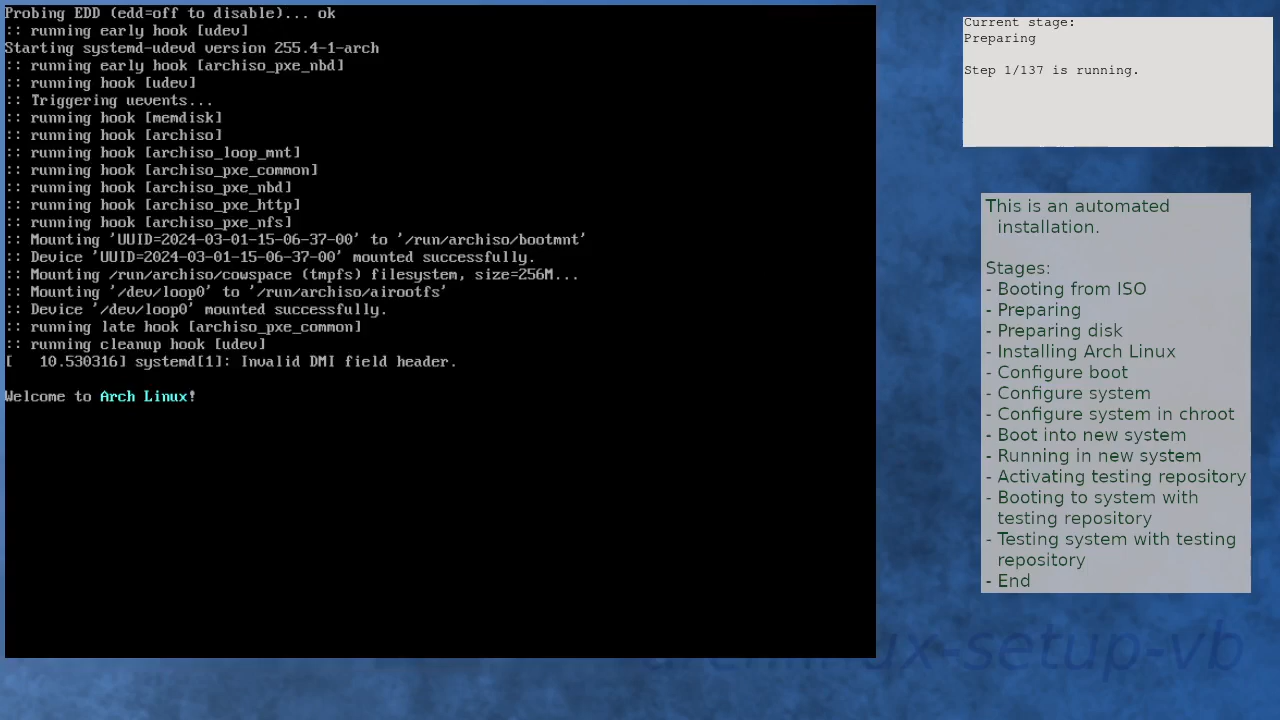 Probing EDD (edd=off to disable)... ok
:: running early hook [udev]
Starting systemd-udevd version 255.4-1-arch
:: running early hook [archiso_pxe_nbd]
:: running hook [udev]
:: Triggering uevents...
:: running hook [memdisk]
:: running hook [archiso]
:: running hook [archiso_loop_mnt]
:: running hook [archiso_pxe_common]
:: running hook [archiso_pxe_nbd]
:: running hook [archiso_pxe_http]
:: running hook [archiso_pxe_nfs]
:: Mounting 'UUID=2024-03-01-15-06-37-00' to '/run/archiso/bootmnt'
:: Device 'UUID=2024-03-01-15-06-37-00' mounted successfully.
:: Mounting /run/archiso/cowspace (tmpfs) filesystem, size=256M...
:: Mounting '/dev/loop0' to '/run/archiso/airootfs'
:: Device '/dev/loop0' mounted successfully.
:: running late hook [archiso_pxe_common]
:: running cleanup hook [udev]
[   10.530316] systemd[1]: Invalid DMI field header.
Welcome to Arch Linux!
Current stage:
Preparing
Step 1/137 is running.
This is an automated
installation.
Stages:
- Booting from ISO
- Preparing
- Preparing disk
- Installing Arch Linux
- Configure boot
- Configure system
- Configure system in chroot
- Boot into new system
- Running in new system
- Activating testing repository
- Booting to system with
testing repository
- Testing system with testing
repository
- End